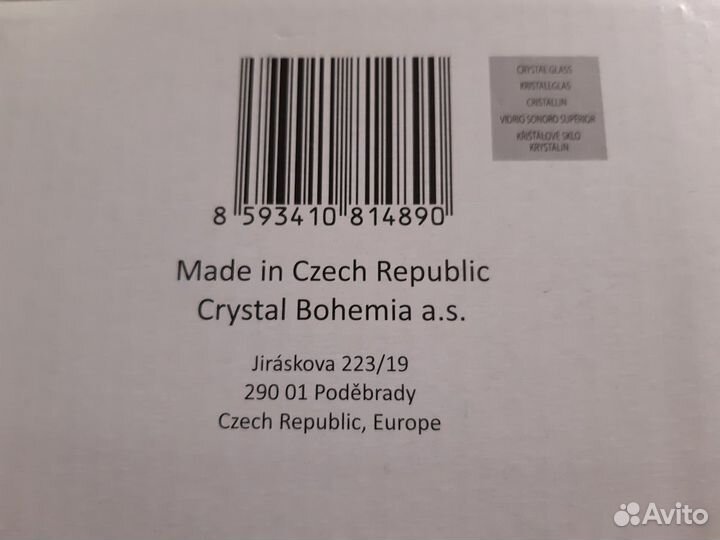 CRYSTAL GLASS
KRISTALLGLAS
CRISTALLIN
VIDRIO SONORO SUPERIOR
KŘIŠŤÁLOVÉ SKLO
KRYSTALIN
8 593410 814890
Made in Czech Republic
Crystal Bohemia a.s.
Jiráskova 223/19
290 01 Poděbrady
Czech Republic, Europe
Avito